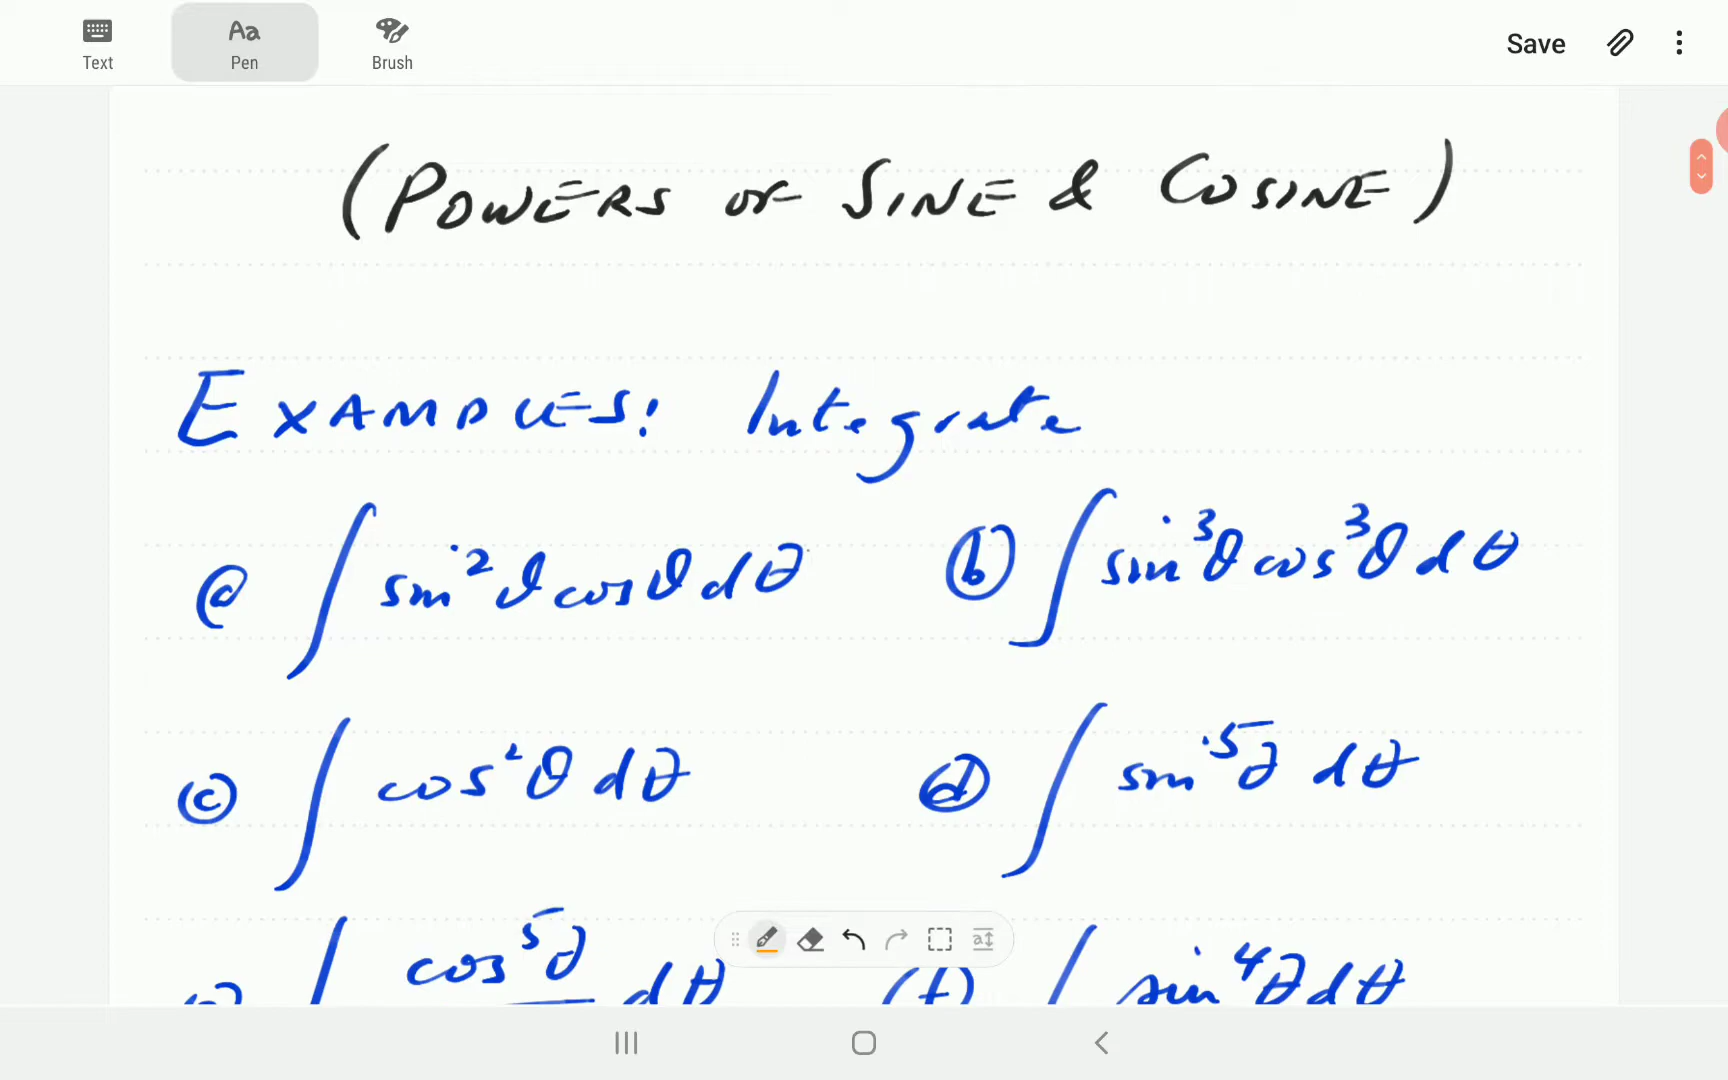 Text Pen Brush Save
(POWERS OF SINE & COSINE)
EXAMPLES: Integrate
ⓐ ∫ sin²θ cosθ dθ ⓑ ∫ sin³θ cos³θ dθ
ⓒ ∫ cos²θ dθ ⓓ ∫ sin⁵θ dθ
∫ cos⁵θ dθ (f) ∫ sin⁴θ dθ